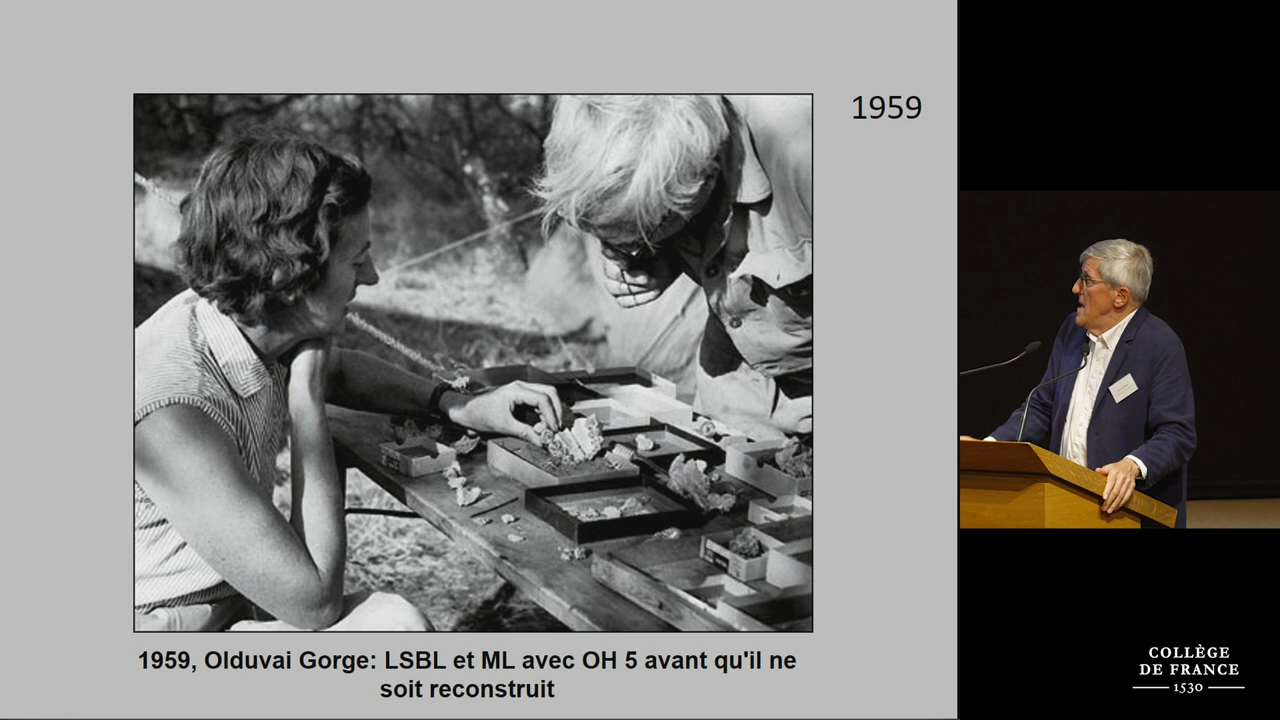 1959
1959, Olduvai Gorge: LSBL et ML avec OH 5 avant qu'il ne
soit reconstruit
COLLÈGE
DE FRANCE
1530